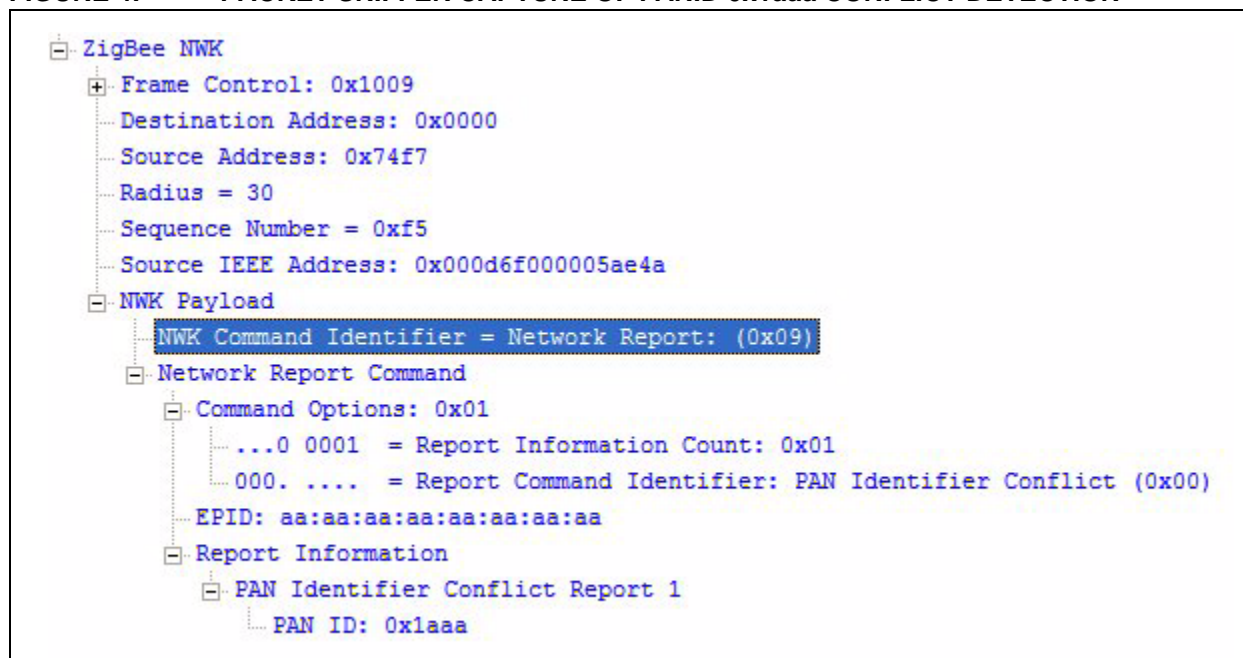 ZigBee NWK
Frame Control: 0x1009
Destination Address: 0x0000
Source Address: 0x74f7
Radius = 30
Sequence Number = 0xf5
Source IEEE Address: 0x000d6f000005ae4a
NWK Payload
NWK Command Identifier = Network Report: (0x09)
Network Report Command
Command Options: 0x01
...0 0001 = Report Information Count: 0x01
000. .... = Report Command Identifier: PAN Identifier Conflict (0x00)
EPID: aa:aa:aa:aa:aa:aa:aa:aa
Report Information
PAN Identifier Conflict Report 1
PAN ID: 0x1aaa